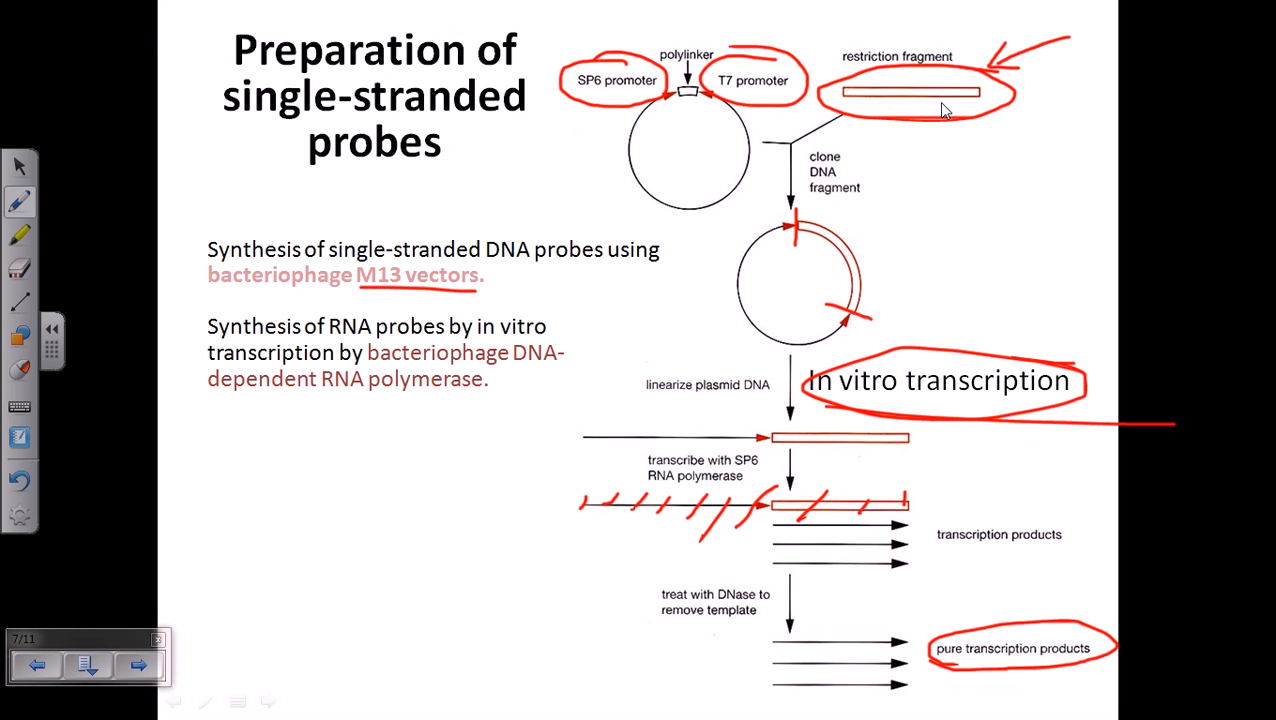 Preparation of
single-stranded
probes
Synthesis of single-stranded DNA probes using
bacteriophage M13 vectors.
Synthesis of RNA probes by in vitro
transcription by bacteriophage DNA-
dependent RNA polymerase.
polylinker
SP6 promoter
T7 promoter
restriction fragment
clone
DNA
fragment
linearize plasmid DNA
In vitro transcription
transcribe with SP6
RNA polymerase
transcription products
treat with DNase to
remove template
pure transcription products
7/11